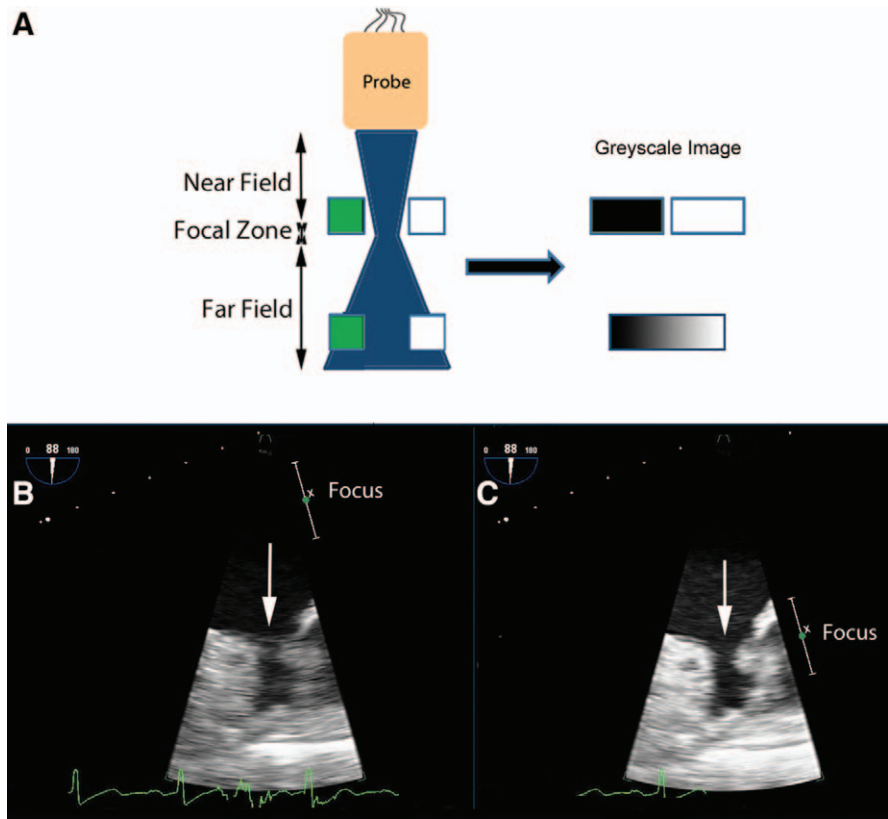 A
Probe
Greyscale Image
Near Field
Focal Zone
Far Field
0 88 180
B
x
Focus
0 88 180
C
x
Focus